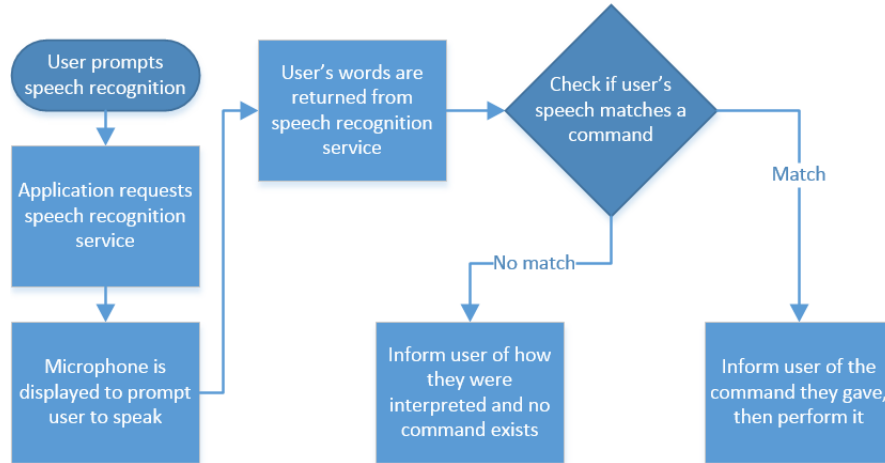 User prompts
speech recognition
Application requests
speech recognition
service
Microphone is
displayed to prompt
user to speak
User’s words are
returned from
speech recognition
service
Check if user’s
speech matches a
command
No match
Match
Inform user of how
they were
interpreted and no
command exists
Inform user of the
command they gave,
then perform it